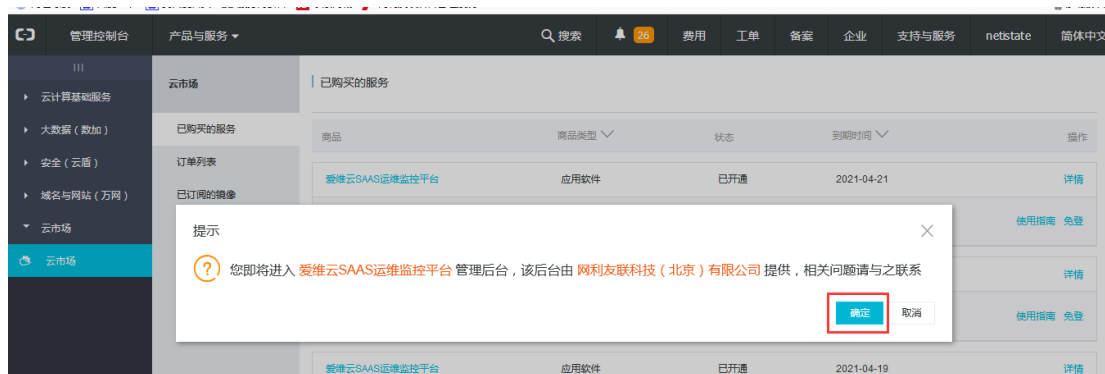 管理控制台 产品与服务 搜索 26 费用 工单 备案 企业 支持与服务 netistate 简体中文
云计算基础服务
大数据（数加）
安全（云盾）
域名与网站（万网）
云市场
云市场
云市场
已购买的服务
订单列表
已订阅的镜像
已购买的服务
商品 商品类型 状态 到期时间 操作
爱维云SAAS运维监控平台 应用软件 已开通 2021-04-21 详情
使用指南 免登
详情
使用指南 免登
爱维云SAAS运维监控平台 应用软件 已开通 2021-04-19 详情
提示
您即将进入 爱维云SAAS运维监控平台 管理后台，该后台由 网利友联科技（北京）有限公司 提供，相关问题请与之联系
确定 取消